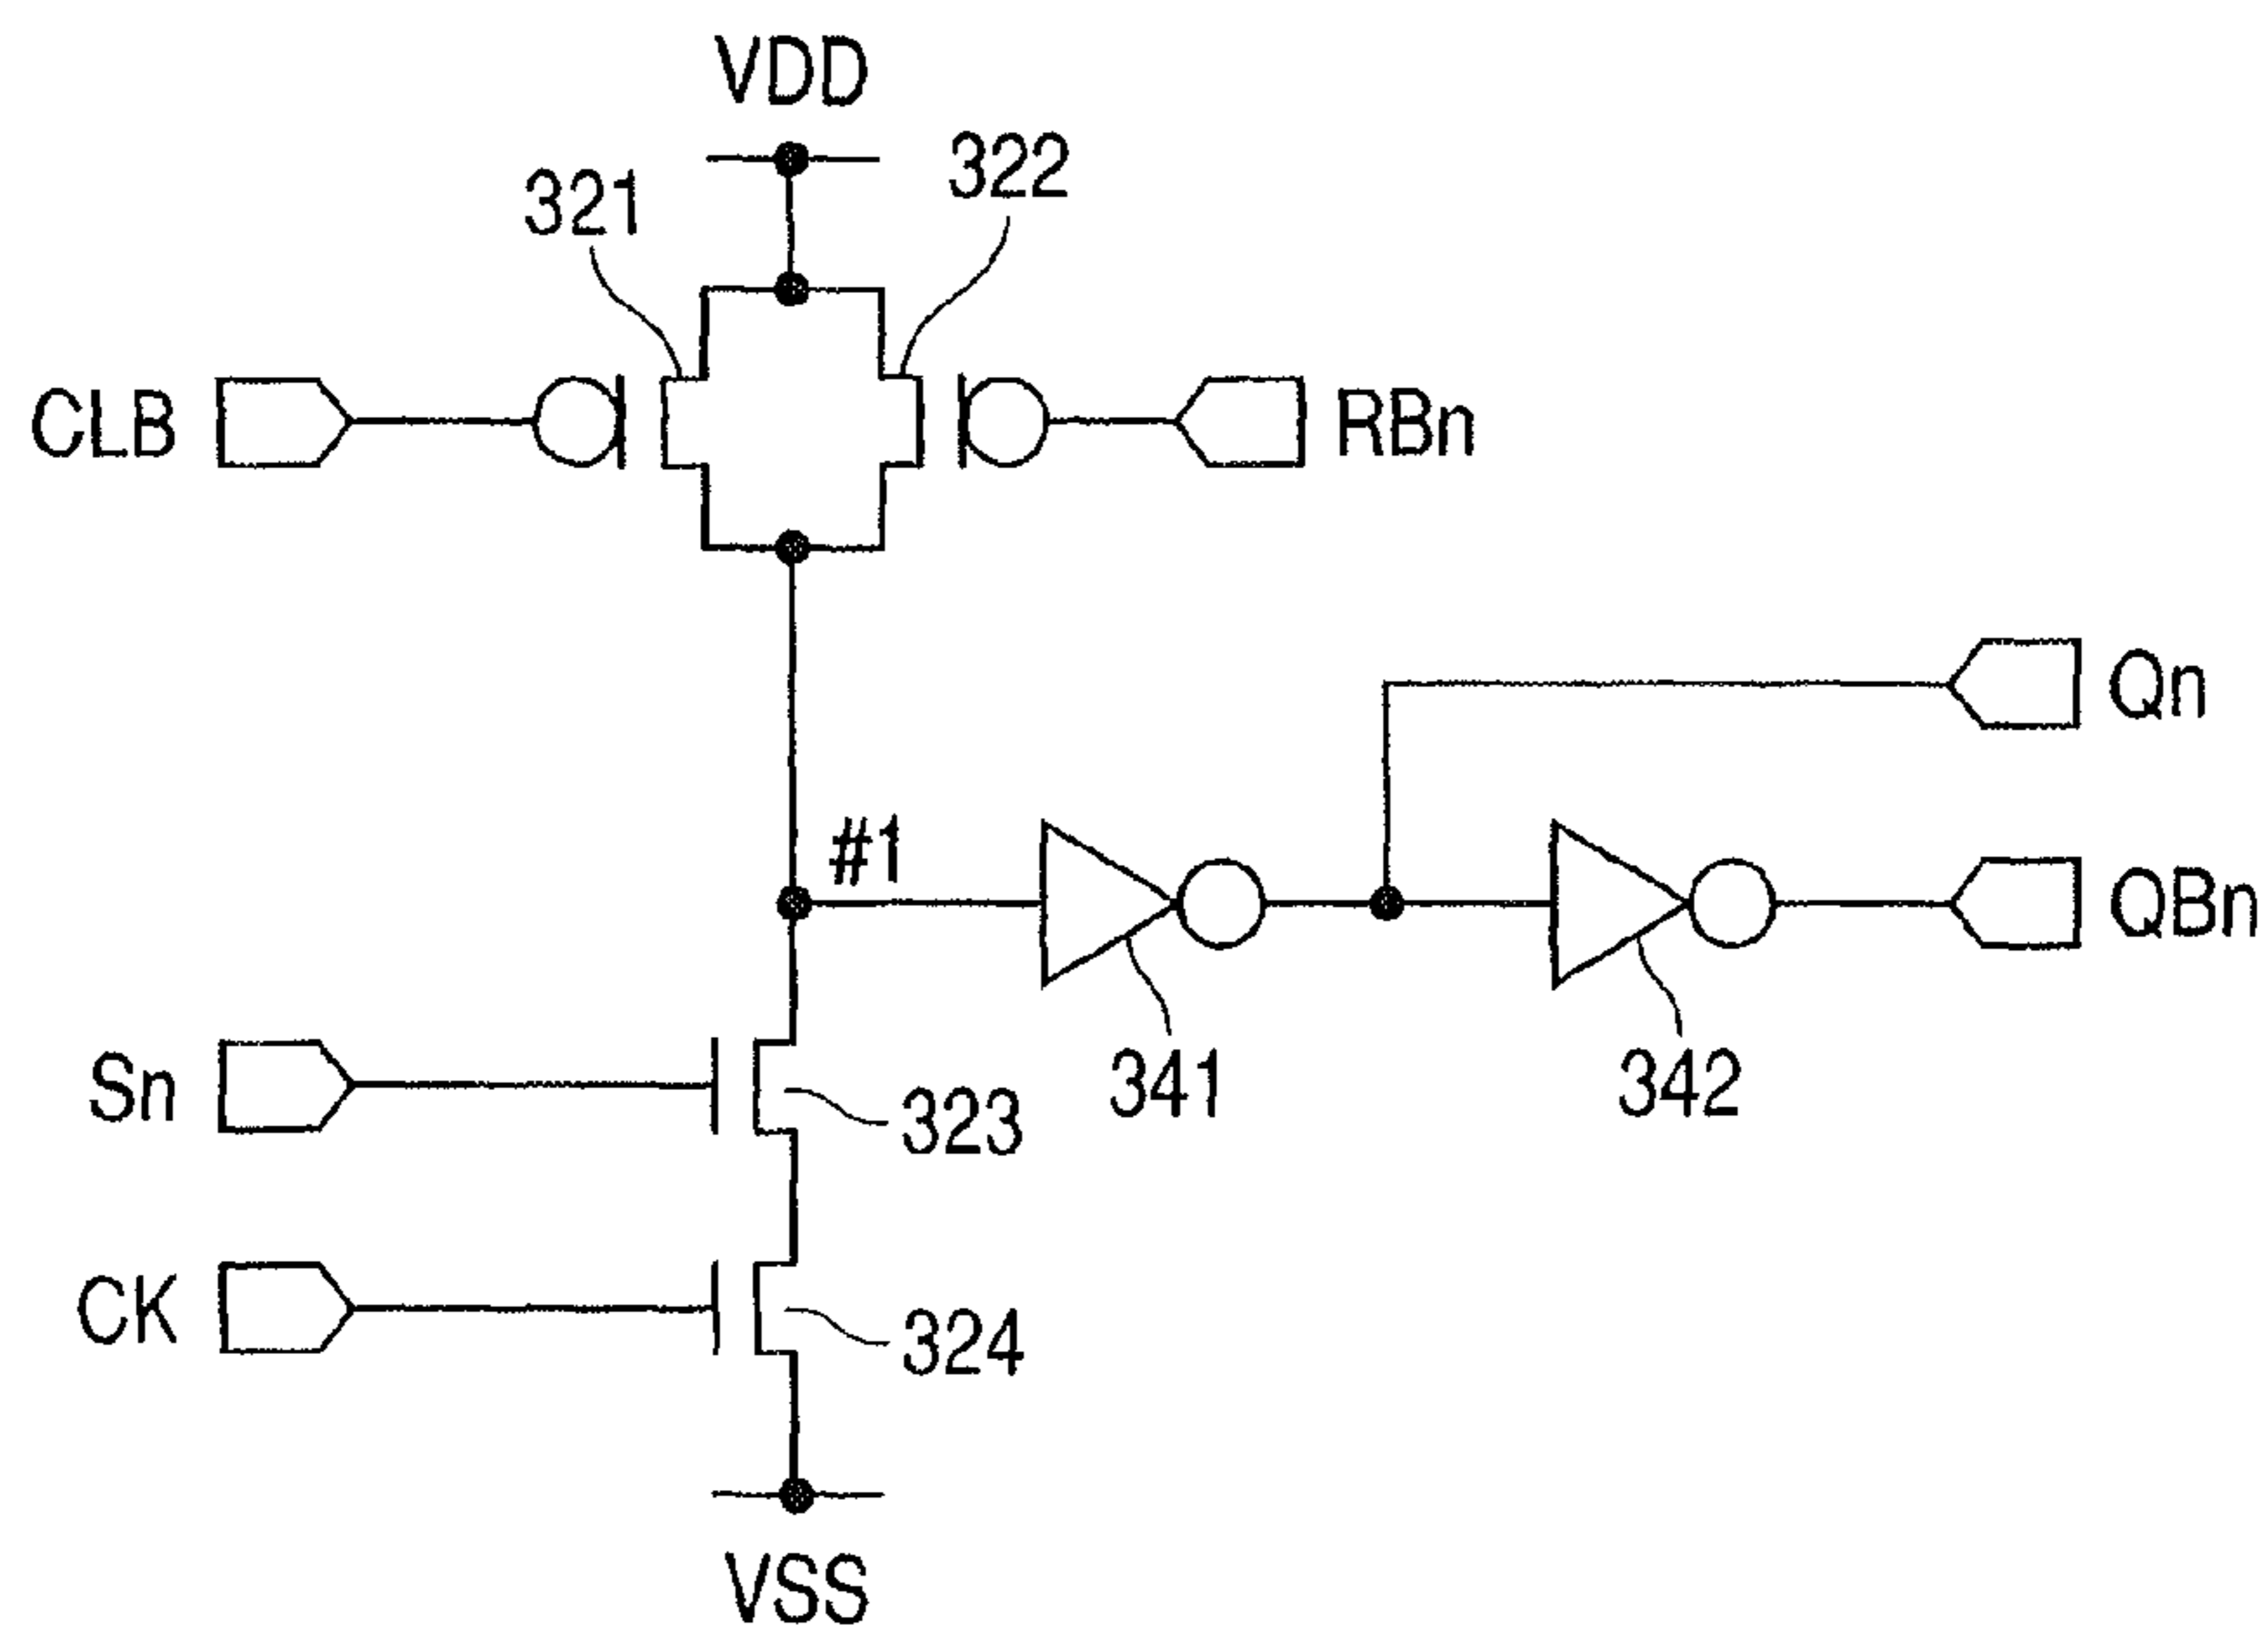 VDD
322
321
CLB
RBn
Qn
#1
QBn
Sn
323
341
342
CK
324
VSS